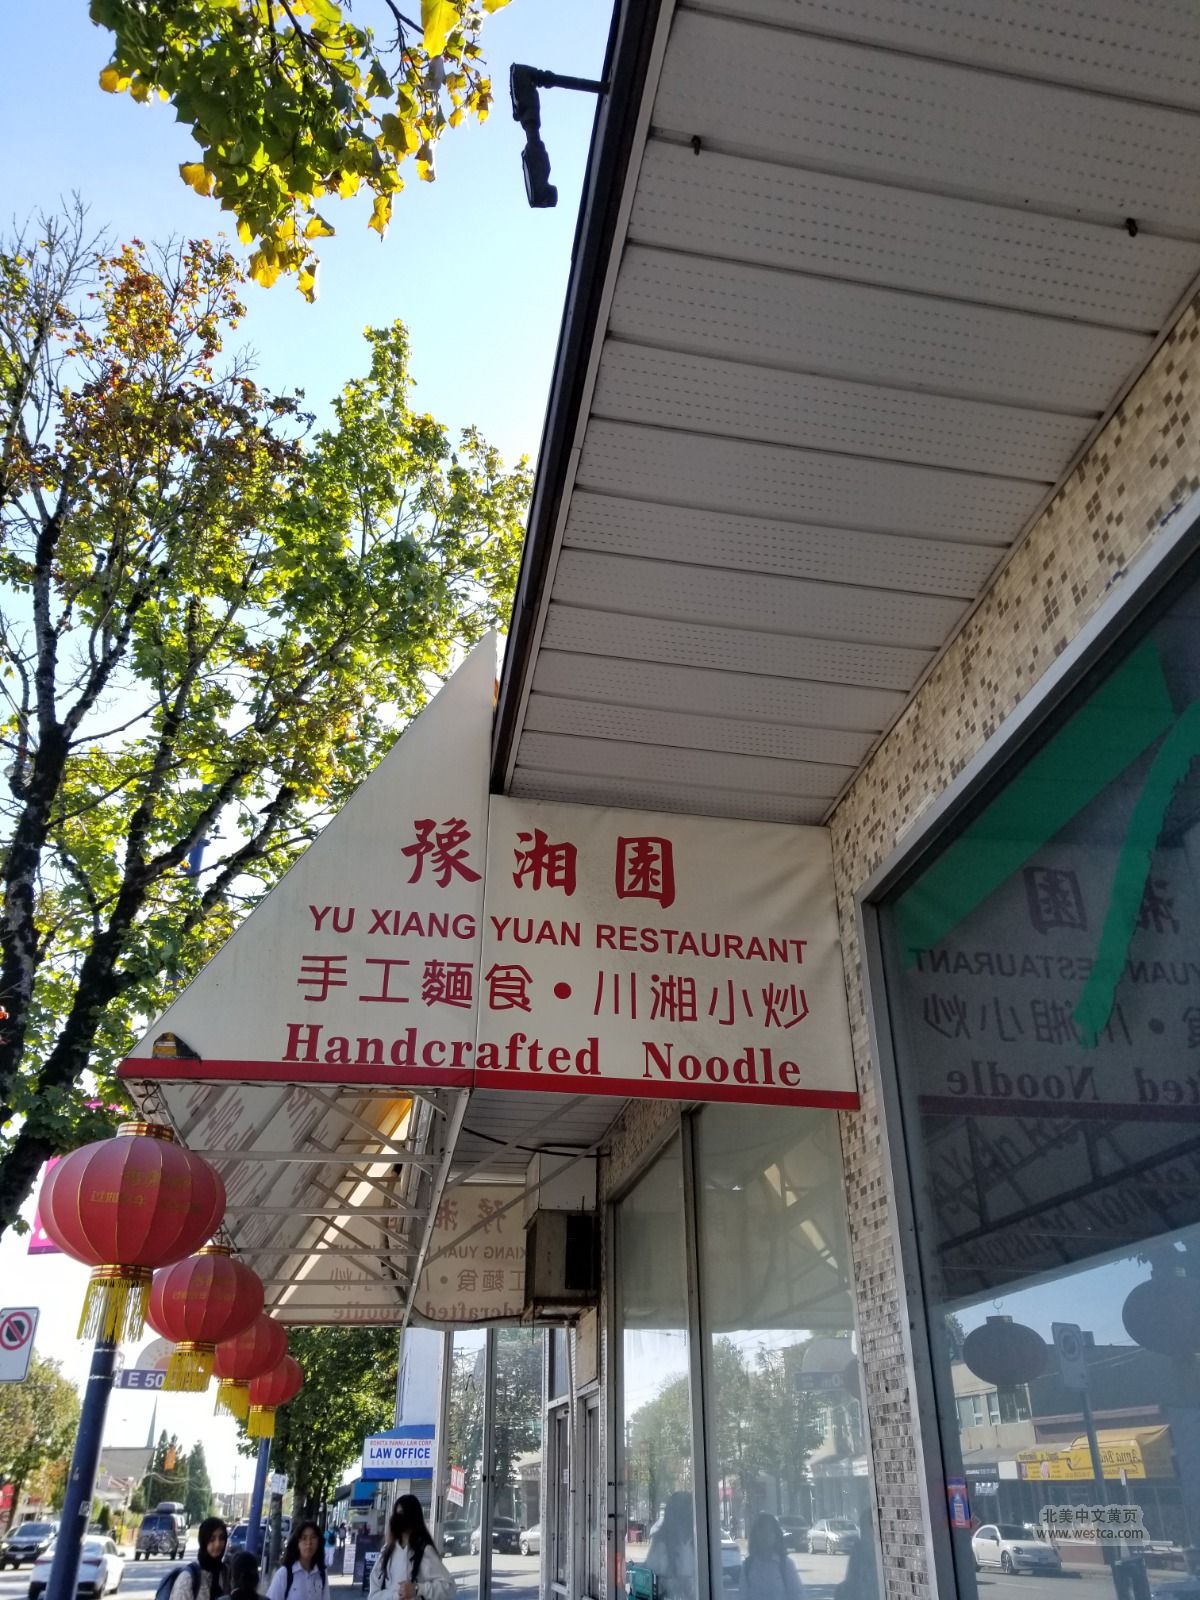 豫湘園
YU XIANG YUAN RESTAURANT
手工麵食·川湘小炒
Handcrafted Noodle
E 50
LAW OFFICE
北美中文黄页
www.westca.com